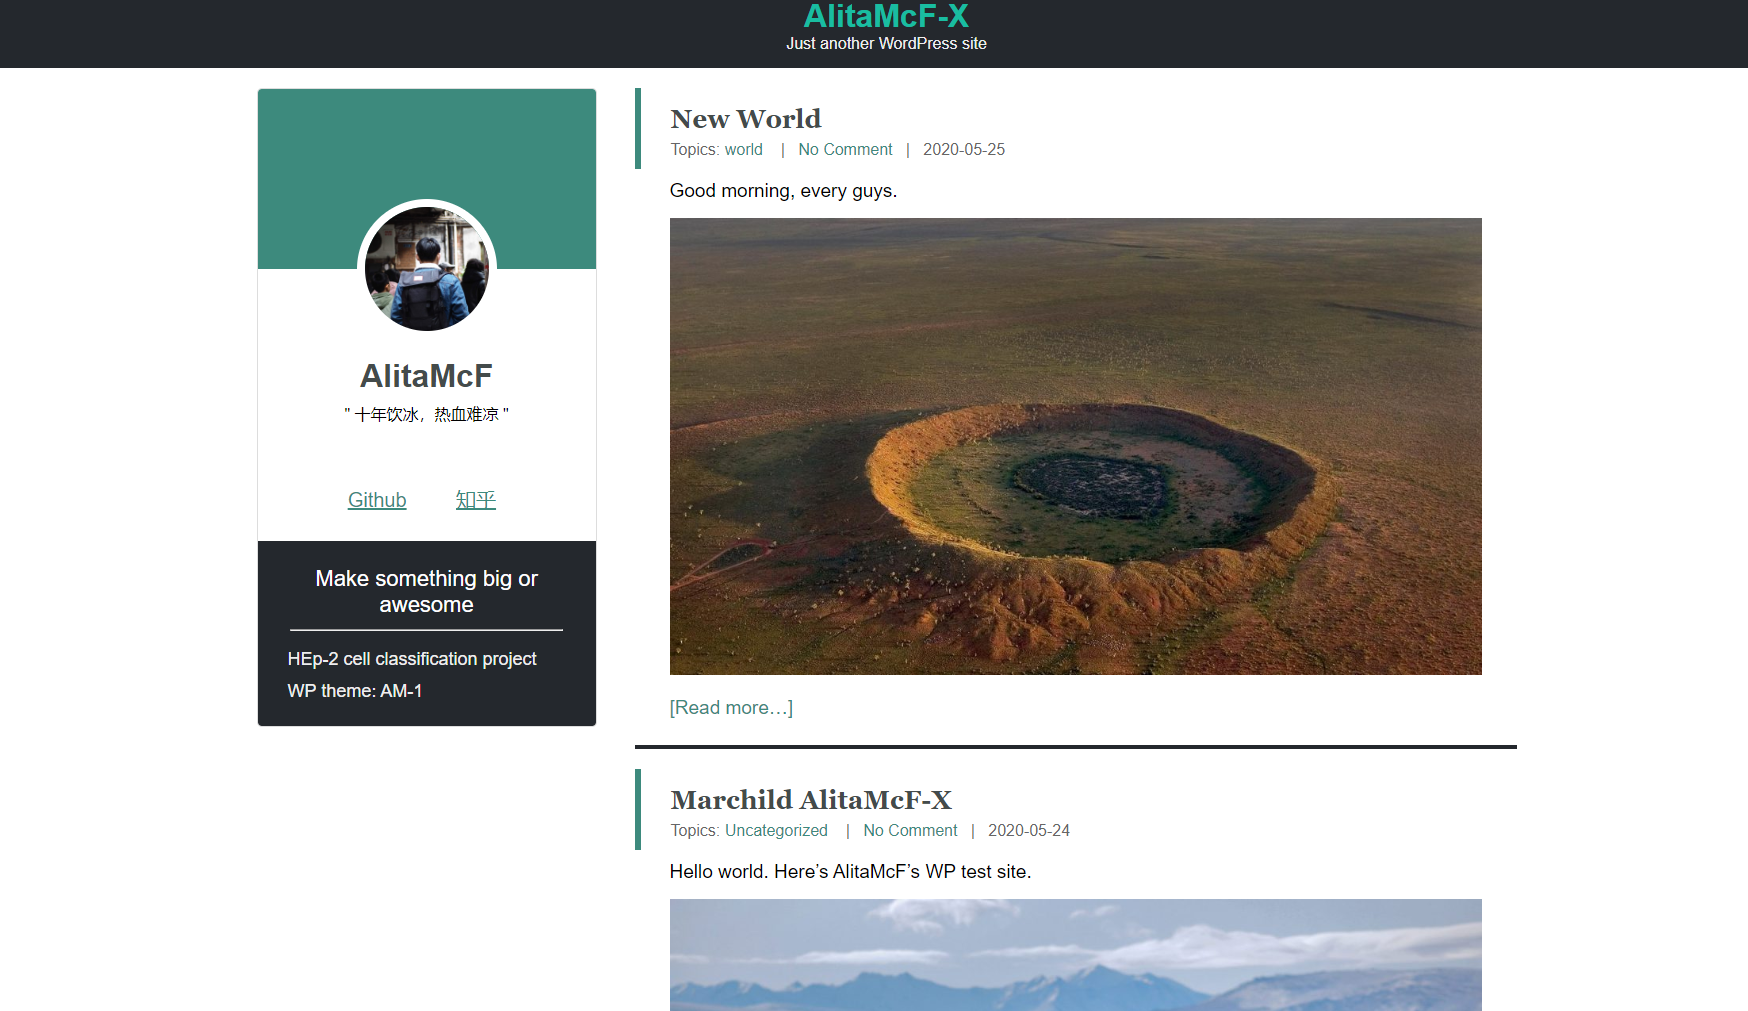 AlitaMcF-X
Just another WordPress site
AlitaMcF
" 十年饮冰，热血难凉 "
Github 知乎
Make something big or
awesome
HEp-2 cell classification project
WP theme: AM-1
New World
Topics: world | No Comment | 2020-05-25
Good morning, every guys.
[Read more…]
Marchild AlitaMcF-X
Topics: Uncategorized | No Comment | 2020-05-24
Hello world. Here’s AlitaMcF’s WP test site.